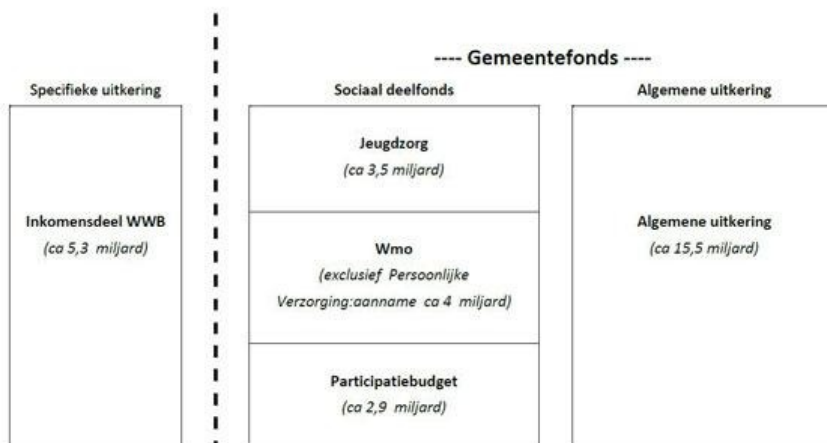 ---- Gemeentefonds ----
Specifieke uitkering
Sociaal deelfonds
Algemene uitkering
Inkomensdeel WWB
(ca 5,3 miljard)
Jeugdzorg
(ca 3,5 miljard)
Wmo
(exclusief Persoonlijke
Verzorging:aanname ca 4 miljard)
Participatiebudget
(ca 2,9 miljard)
Algemene uitkering
(ca 15,5 miljard)